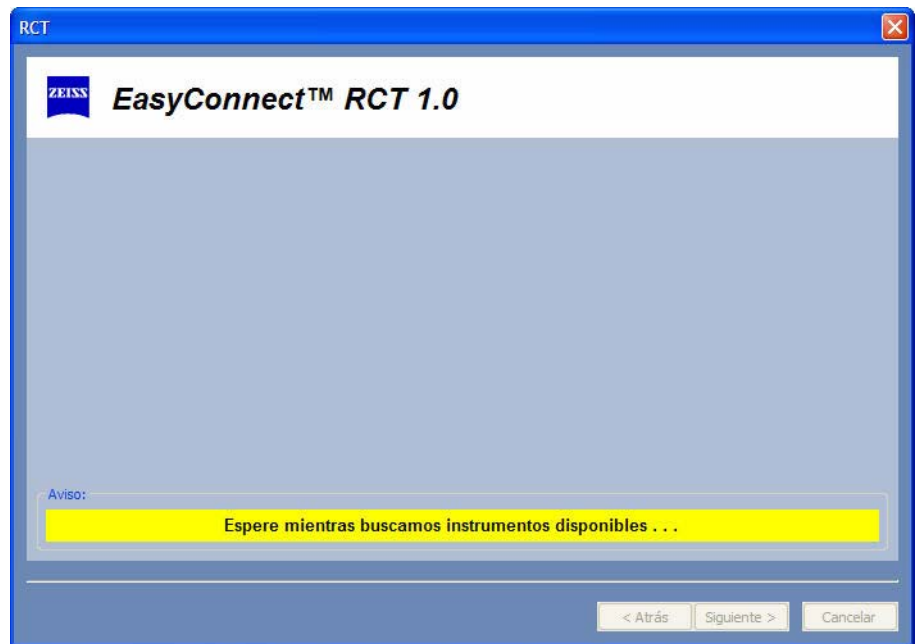 RCT
ZEISS
EasyConnect™ RCT 1.0
Aviso:
Espere mientras buscamos instrumentos disponibles . . .
< Atrás
Siguiente >
Cancelar